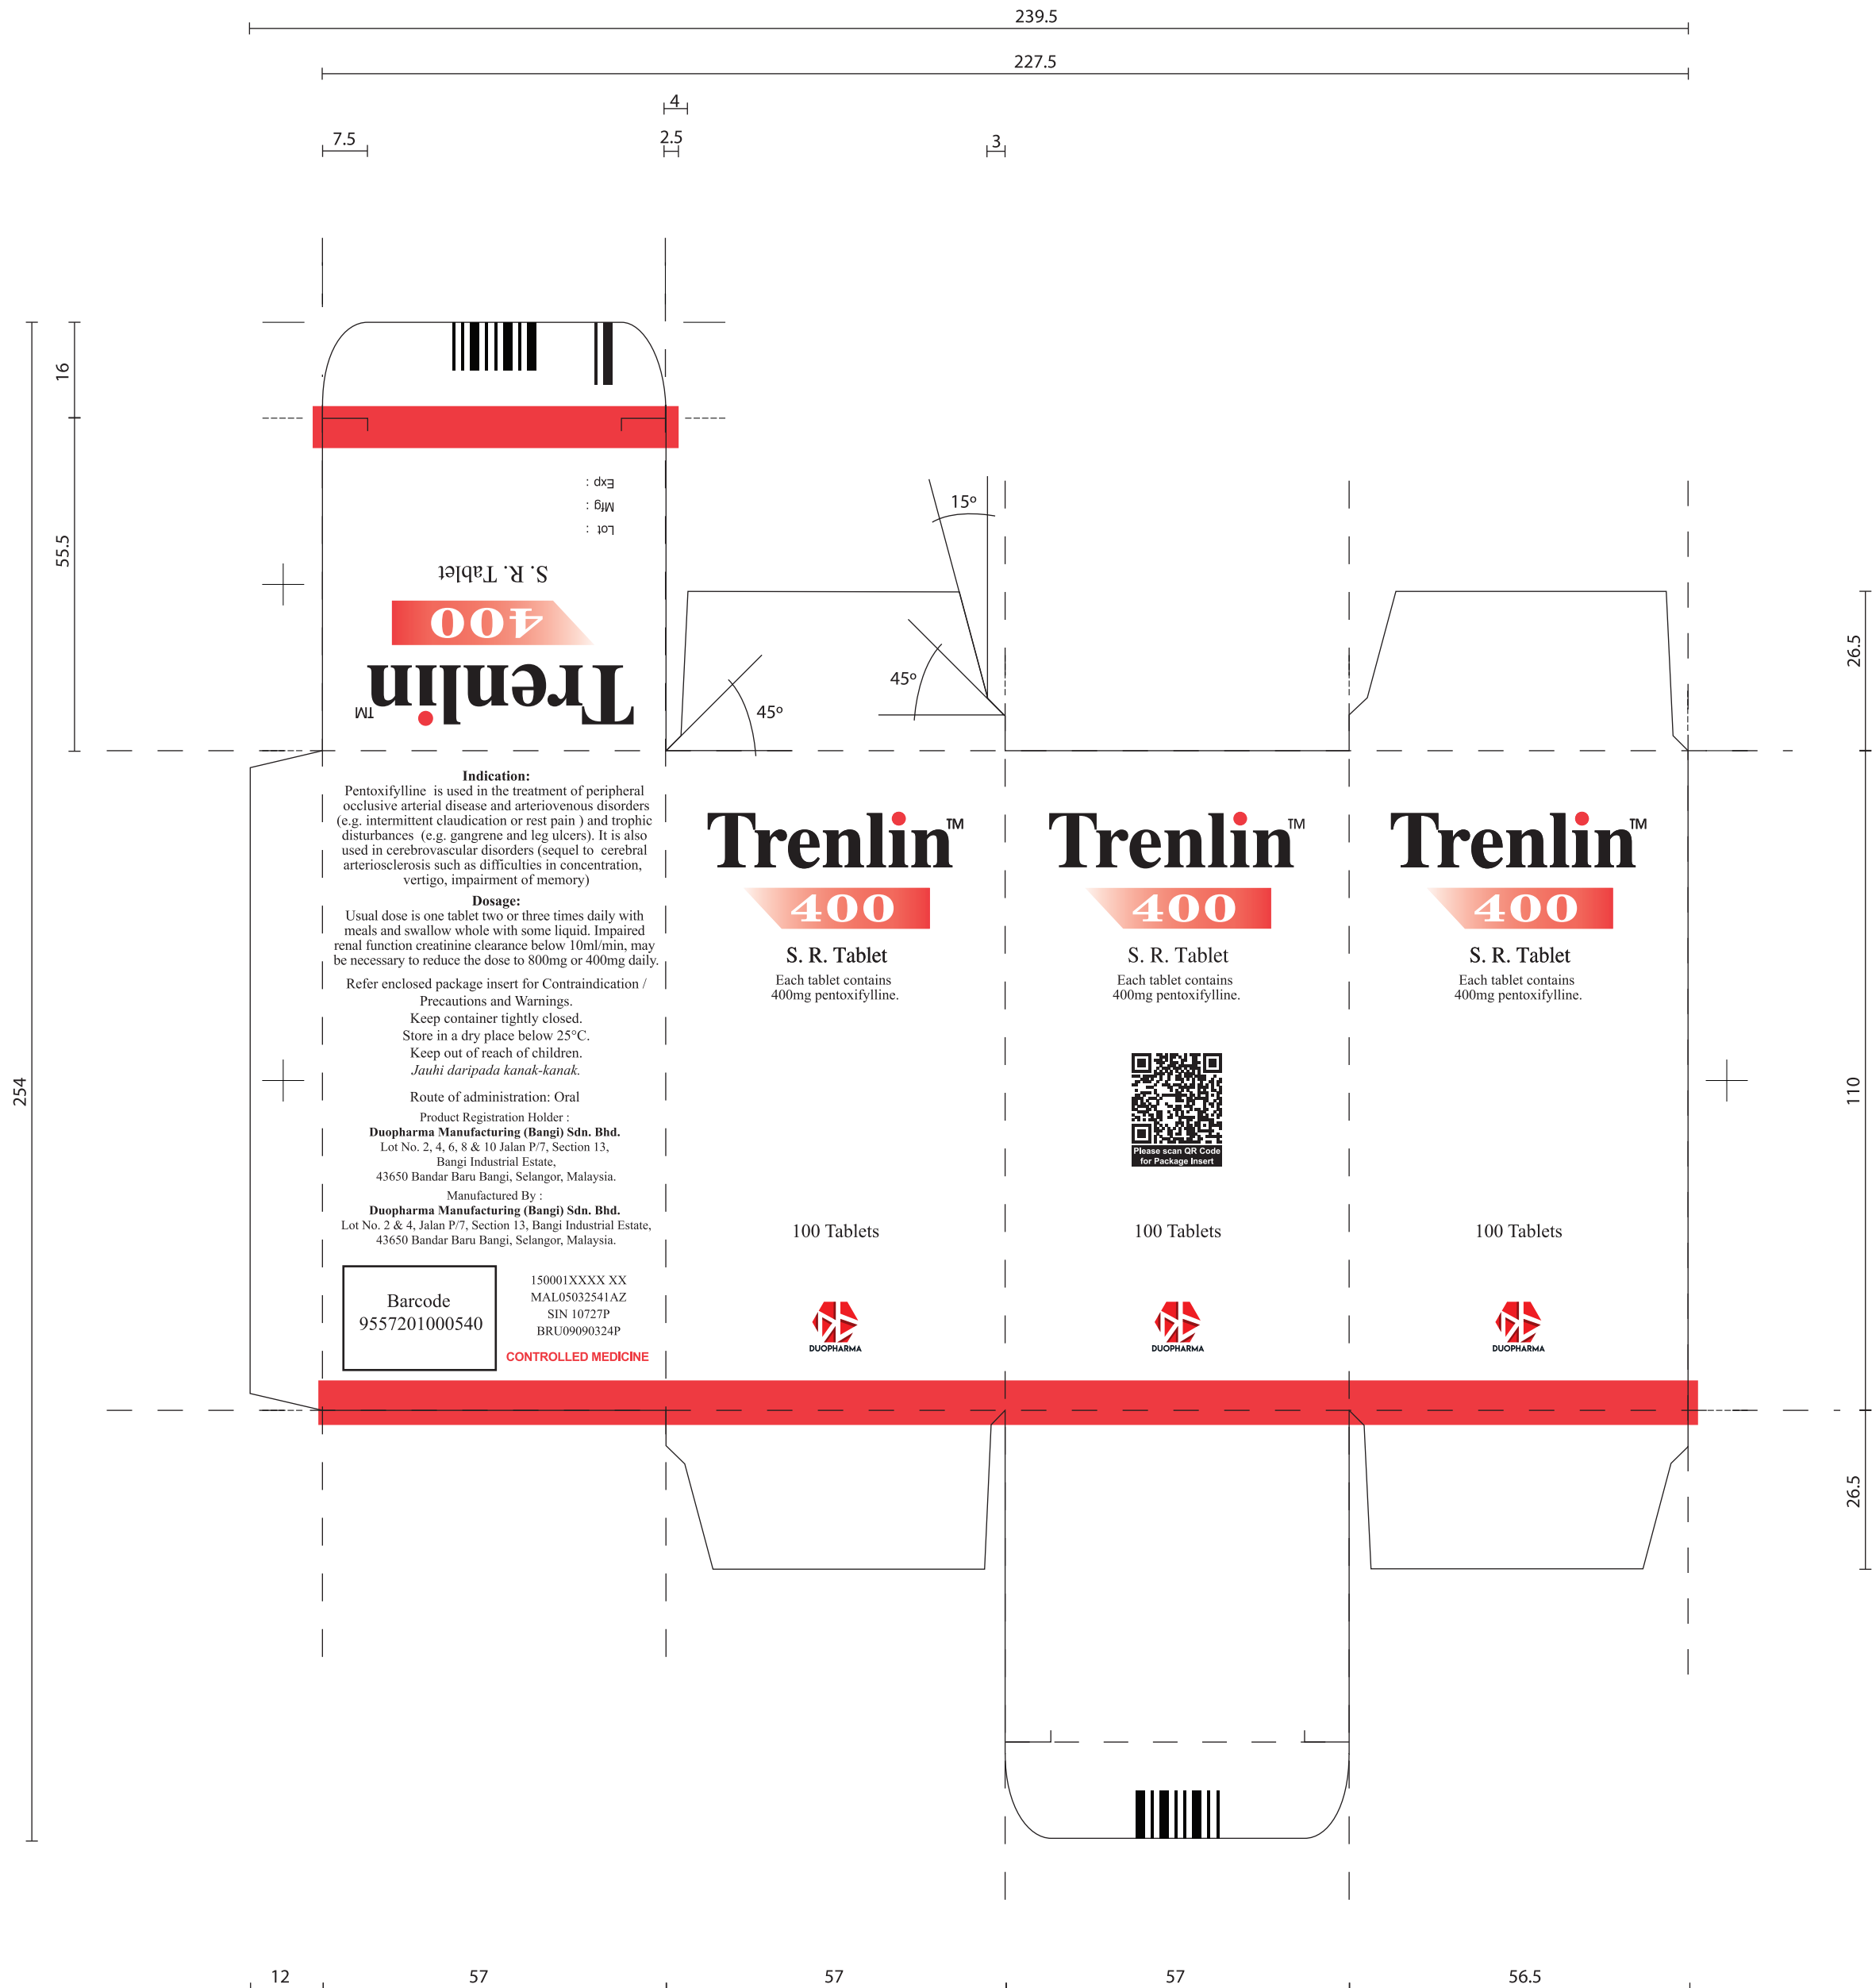 239.5
227.5
4
7.5
2.5
3
16
55.5
254
Exp :
Mfg :
Lot :
S. R. Tablet
400
Trenlin™
15º
45º
45º
26.5
110
26.5
Indication:
Pentoxifylline is used in the treatment of peripheral
occlusive arterial disease and arteriovenous disorders
(e.g. intermittent claudication or rest pain ) and trophic
disturbances (e.g. gangrene and leg ulcers). It is also
used in cerebrovascular disorders (sequel to cerebral
arteriosclerosis such as difficulties in concentration,
vertigo, impairment of memory)
Dosage:
Usual dose is one tablet two or three times daily with
meals and swallow whole with some liquid. Impaired
renal function creatinine clearance below 10ml/min, may
be necessary to reduce the dose to 800mg or 400mg daily.
Refer enclosed package insert for Contraindication /
Precautions and Warnings.
Keep container tightly closed.
Store in a dry place below 25°C.
Keep out of reach of children.
Jauhi daripada kanak-kanak.
Route of administration: Oral
Product Registration Holder :
Duopharma Manufacturing (Bangi) Sdn. Bhd.
Lot No. 2, 4, 6, 8 & 10 Jalan P/7, Section 13,
Bangi Industrial Estate,
43650 Bandar Baru Bangi, Selangor, Malaysia.
Manufactured By :
Duopharma Manufacturing (Bangi) Sdn. Bhd.
Lot No. 2 & 4, Jalan P/7, Section 13, Bangi Industrial Estate,
43650 Bandar Baru Bangi, Selangor, Malaysia.
Barcode
9557201000540
150001XXXX XX
MAL05032541AZ
SIN 10727P
BRU09090324P
CONTROLLED MEDICINE
Trenlin™
400
S. R. Tablet
Each tablet contains
400mg pentoxifylline.
100 Tablets
DUOPHARMA
Trenlin™
400
S. R. Tablet
Each tablet contains
400mg pentoxifylline.
Please scan QR Code
for Package Insert
100 Tablets
DUOPHARMA
Trenlin™
400
S. R. Tablet
Each tablet contains
400mg pentoxifylline.
100 Tablets
DUOPHARMA
12
57
57
57
56.5